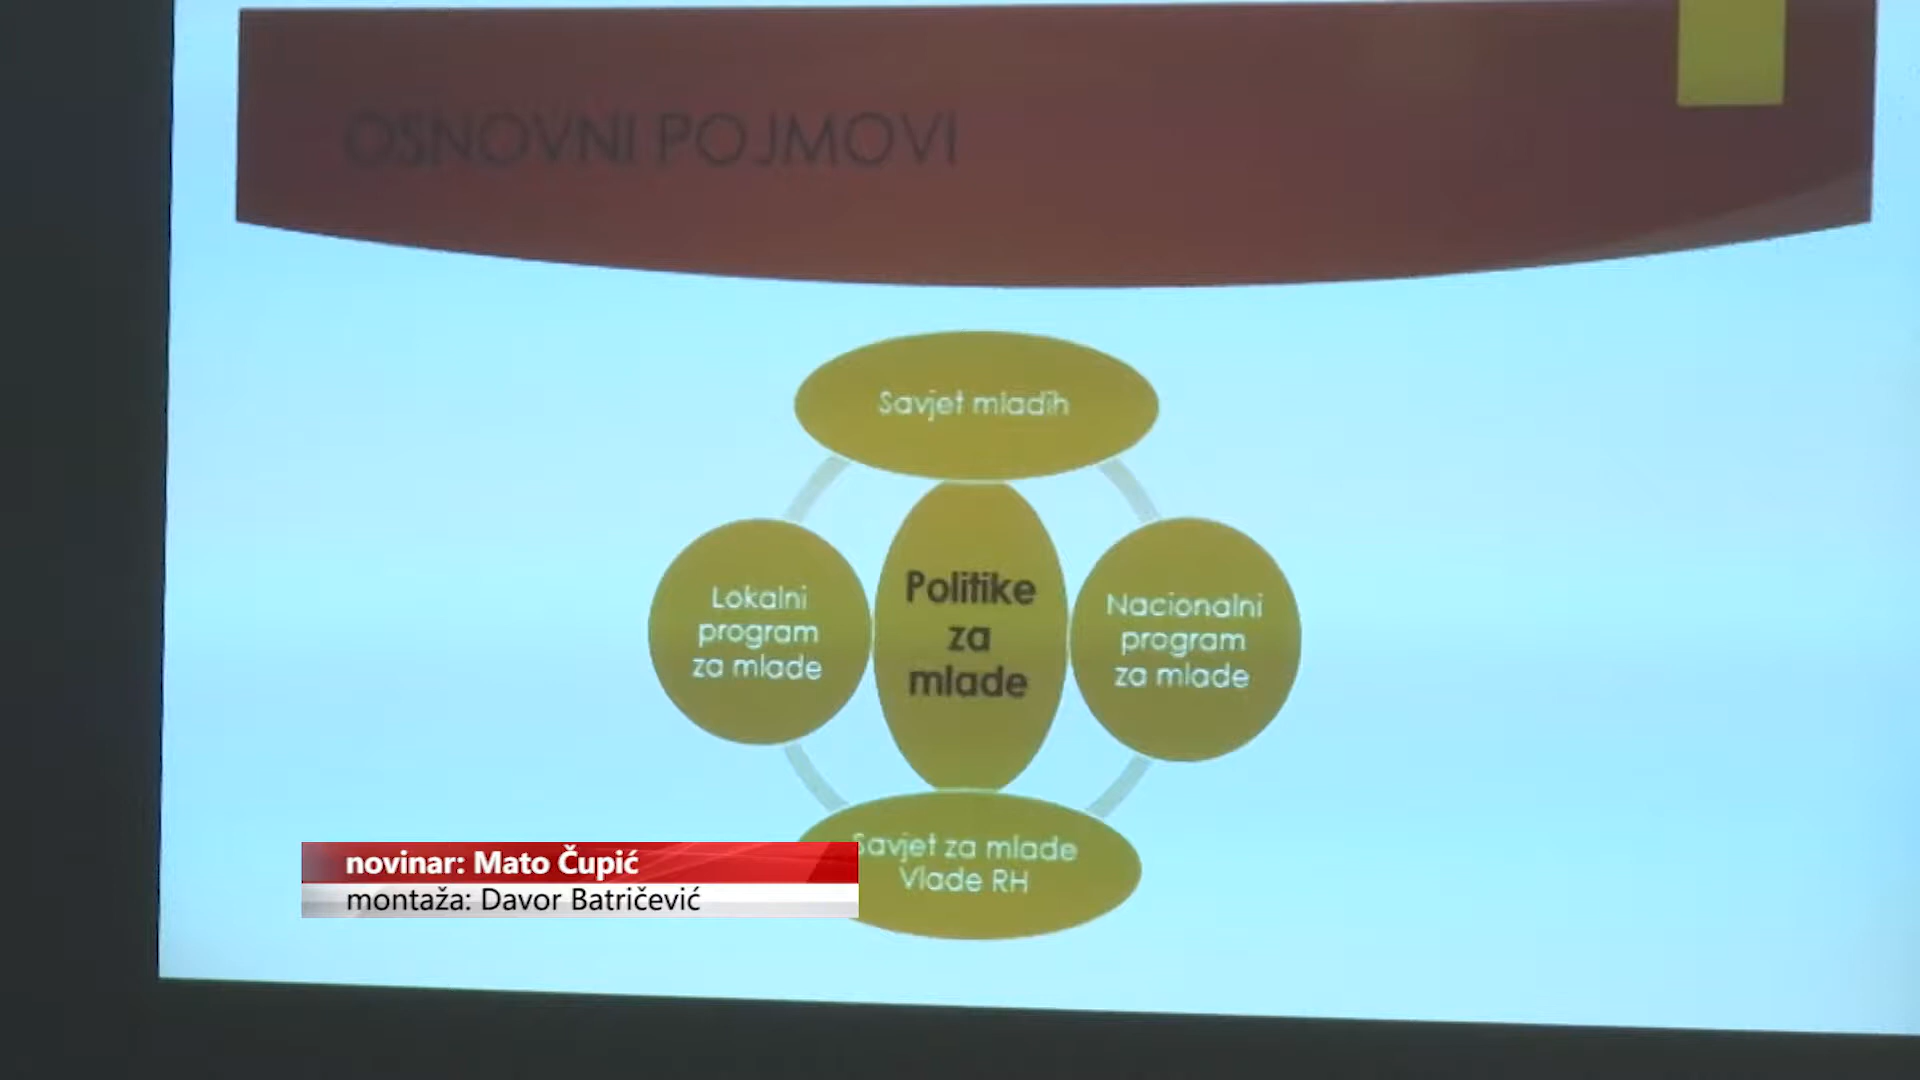 OSNOVNI POJMOVI
Savjet mladih
Lokalni
program
za mlade
Politike
za
mlade
Nacionalni
program
za mlade
Savjet za mlade
Vlade RH
novinar: Mato Čupić
montaža: Davor Batričević